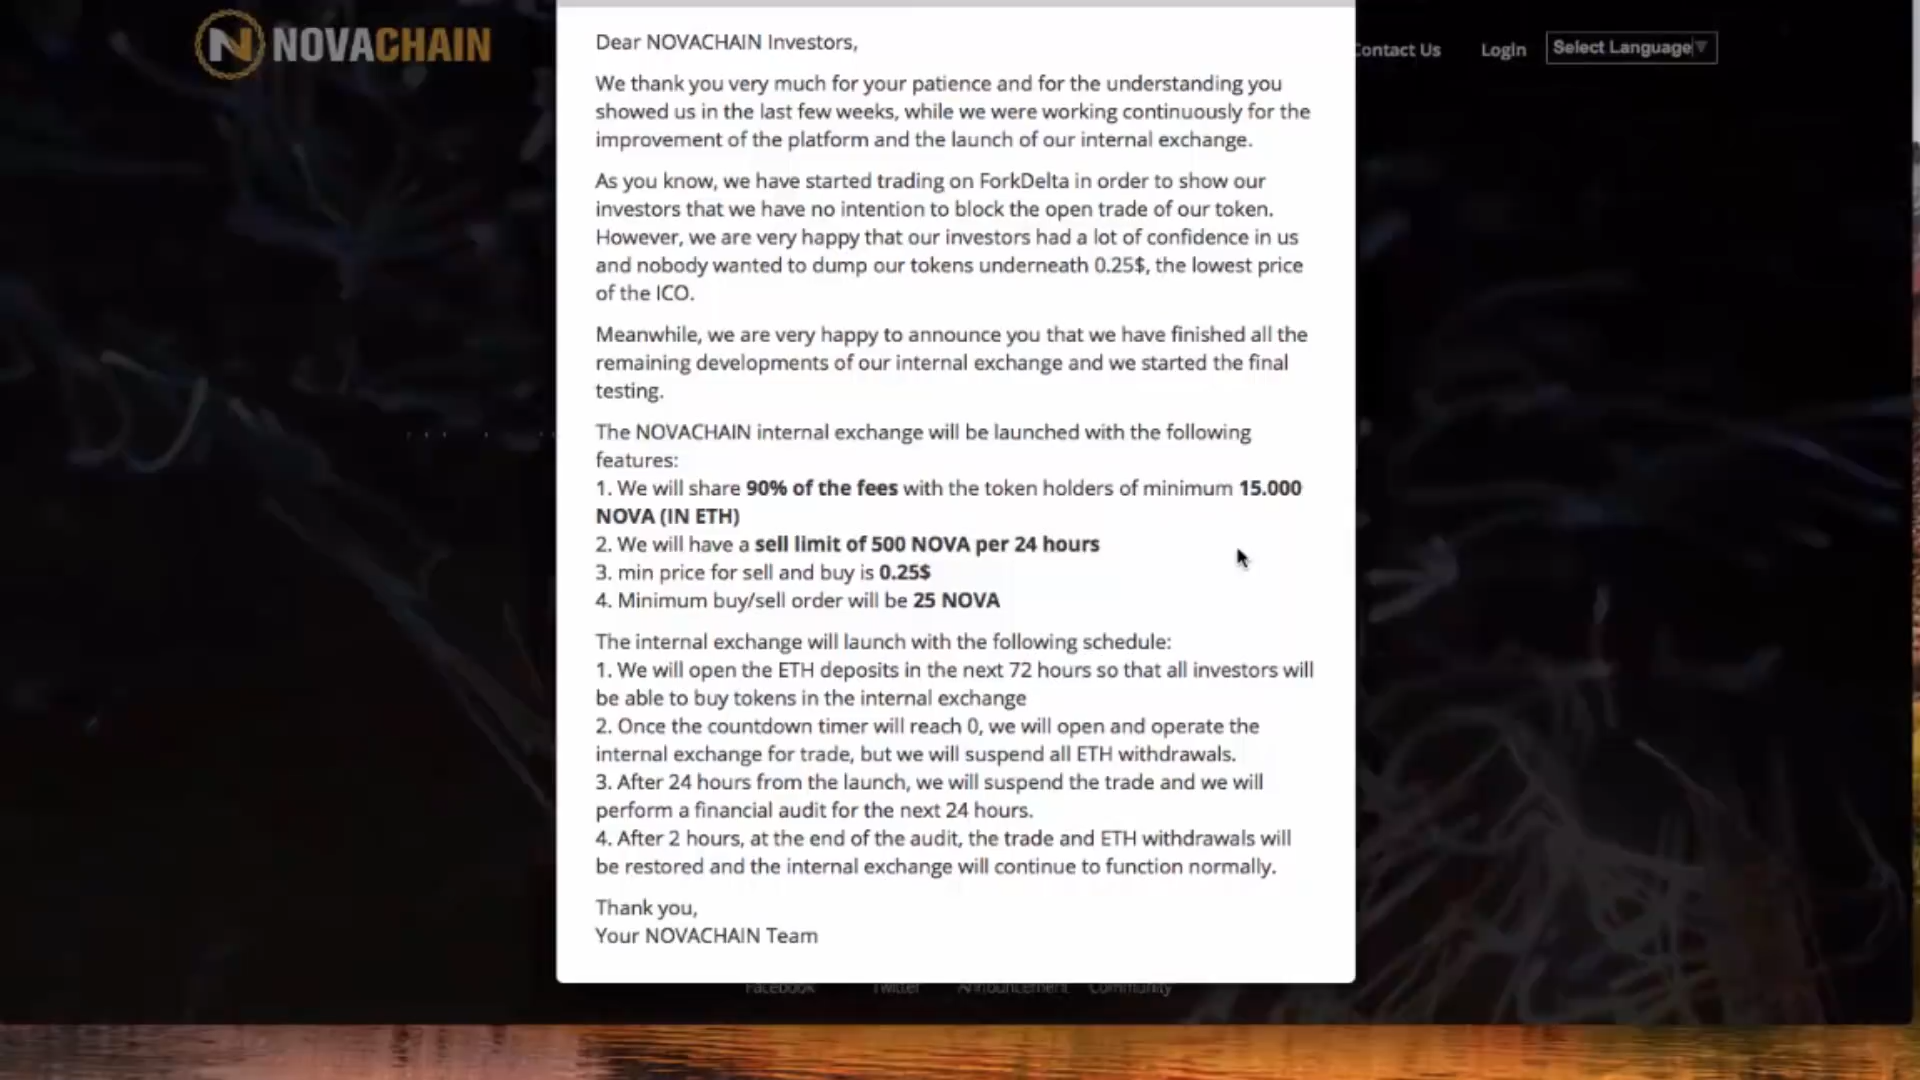 NOVACHAIN
Contact Us
Login
Select Language
Dear NOVACHAIN Investors,
We thank you very much for your patience and for the understanding you
showed us in the last few weeks, while we were working continuously for the
improvement of the platform and the launch of our internal exchange.
As you know, we have started trading on ForkDelta in order to show our
investors that we have no intention to block the open trade of our token.
However, we are very happy that our investors had a lot of confidence in us
and nobody wanted to dump our tokens underneath 0.25$, the lowest price
of the ICO.
Meanwhile, we are very happy to announce you that we have finished all the
remaining developments of our internal exchange and we started the final
testing.
The NOVACHAIN internal exchange will be launched with the following
features:
1. We will share 90% of the fees with the token holders of minimum 15.000
NOVA (IN ETH)
2. We will have a sell limit of 500 NOVA per 24 hours
3. min price for sell and buy is 0.25$
4. Minimum buy/sell order will be 25 NOVA
The internal exchange will launch with the following schedule:
1. We will open the ETH deposits in the next 72 hours so that all investors will
be able to buy tokens in the internal exchange
2. Once the countdown timer will reach 0, we will open and operate the
internal exchange for trade, but we will suspend all ETH withdrawals.
3. After 24 hours from the launch, we will suspend the trade and we will
perform a financial audit for the next 24 hours.
4. After 2 hours, at the end of the audit, the trade and ETH withdrawals will
be restored and the internal exchange will continue to function normally.
Thank you,
Your NOVACHAIN Team
Facebook Twitter Announcement Community